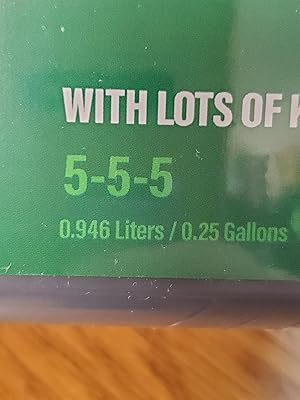 WITH LOTS OF
5-5-5
0.946 Liters / 0.25 Gallons